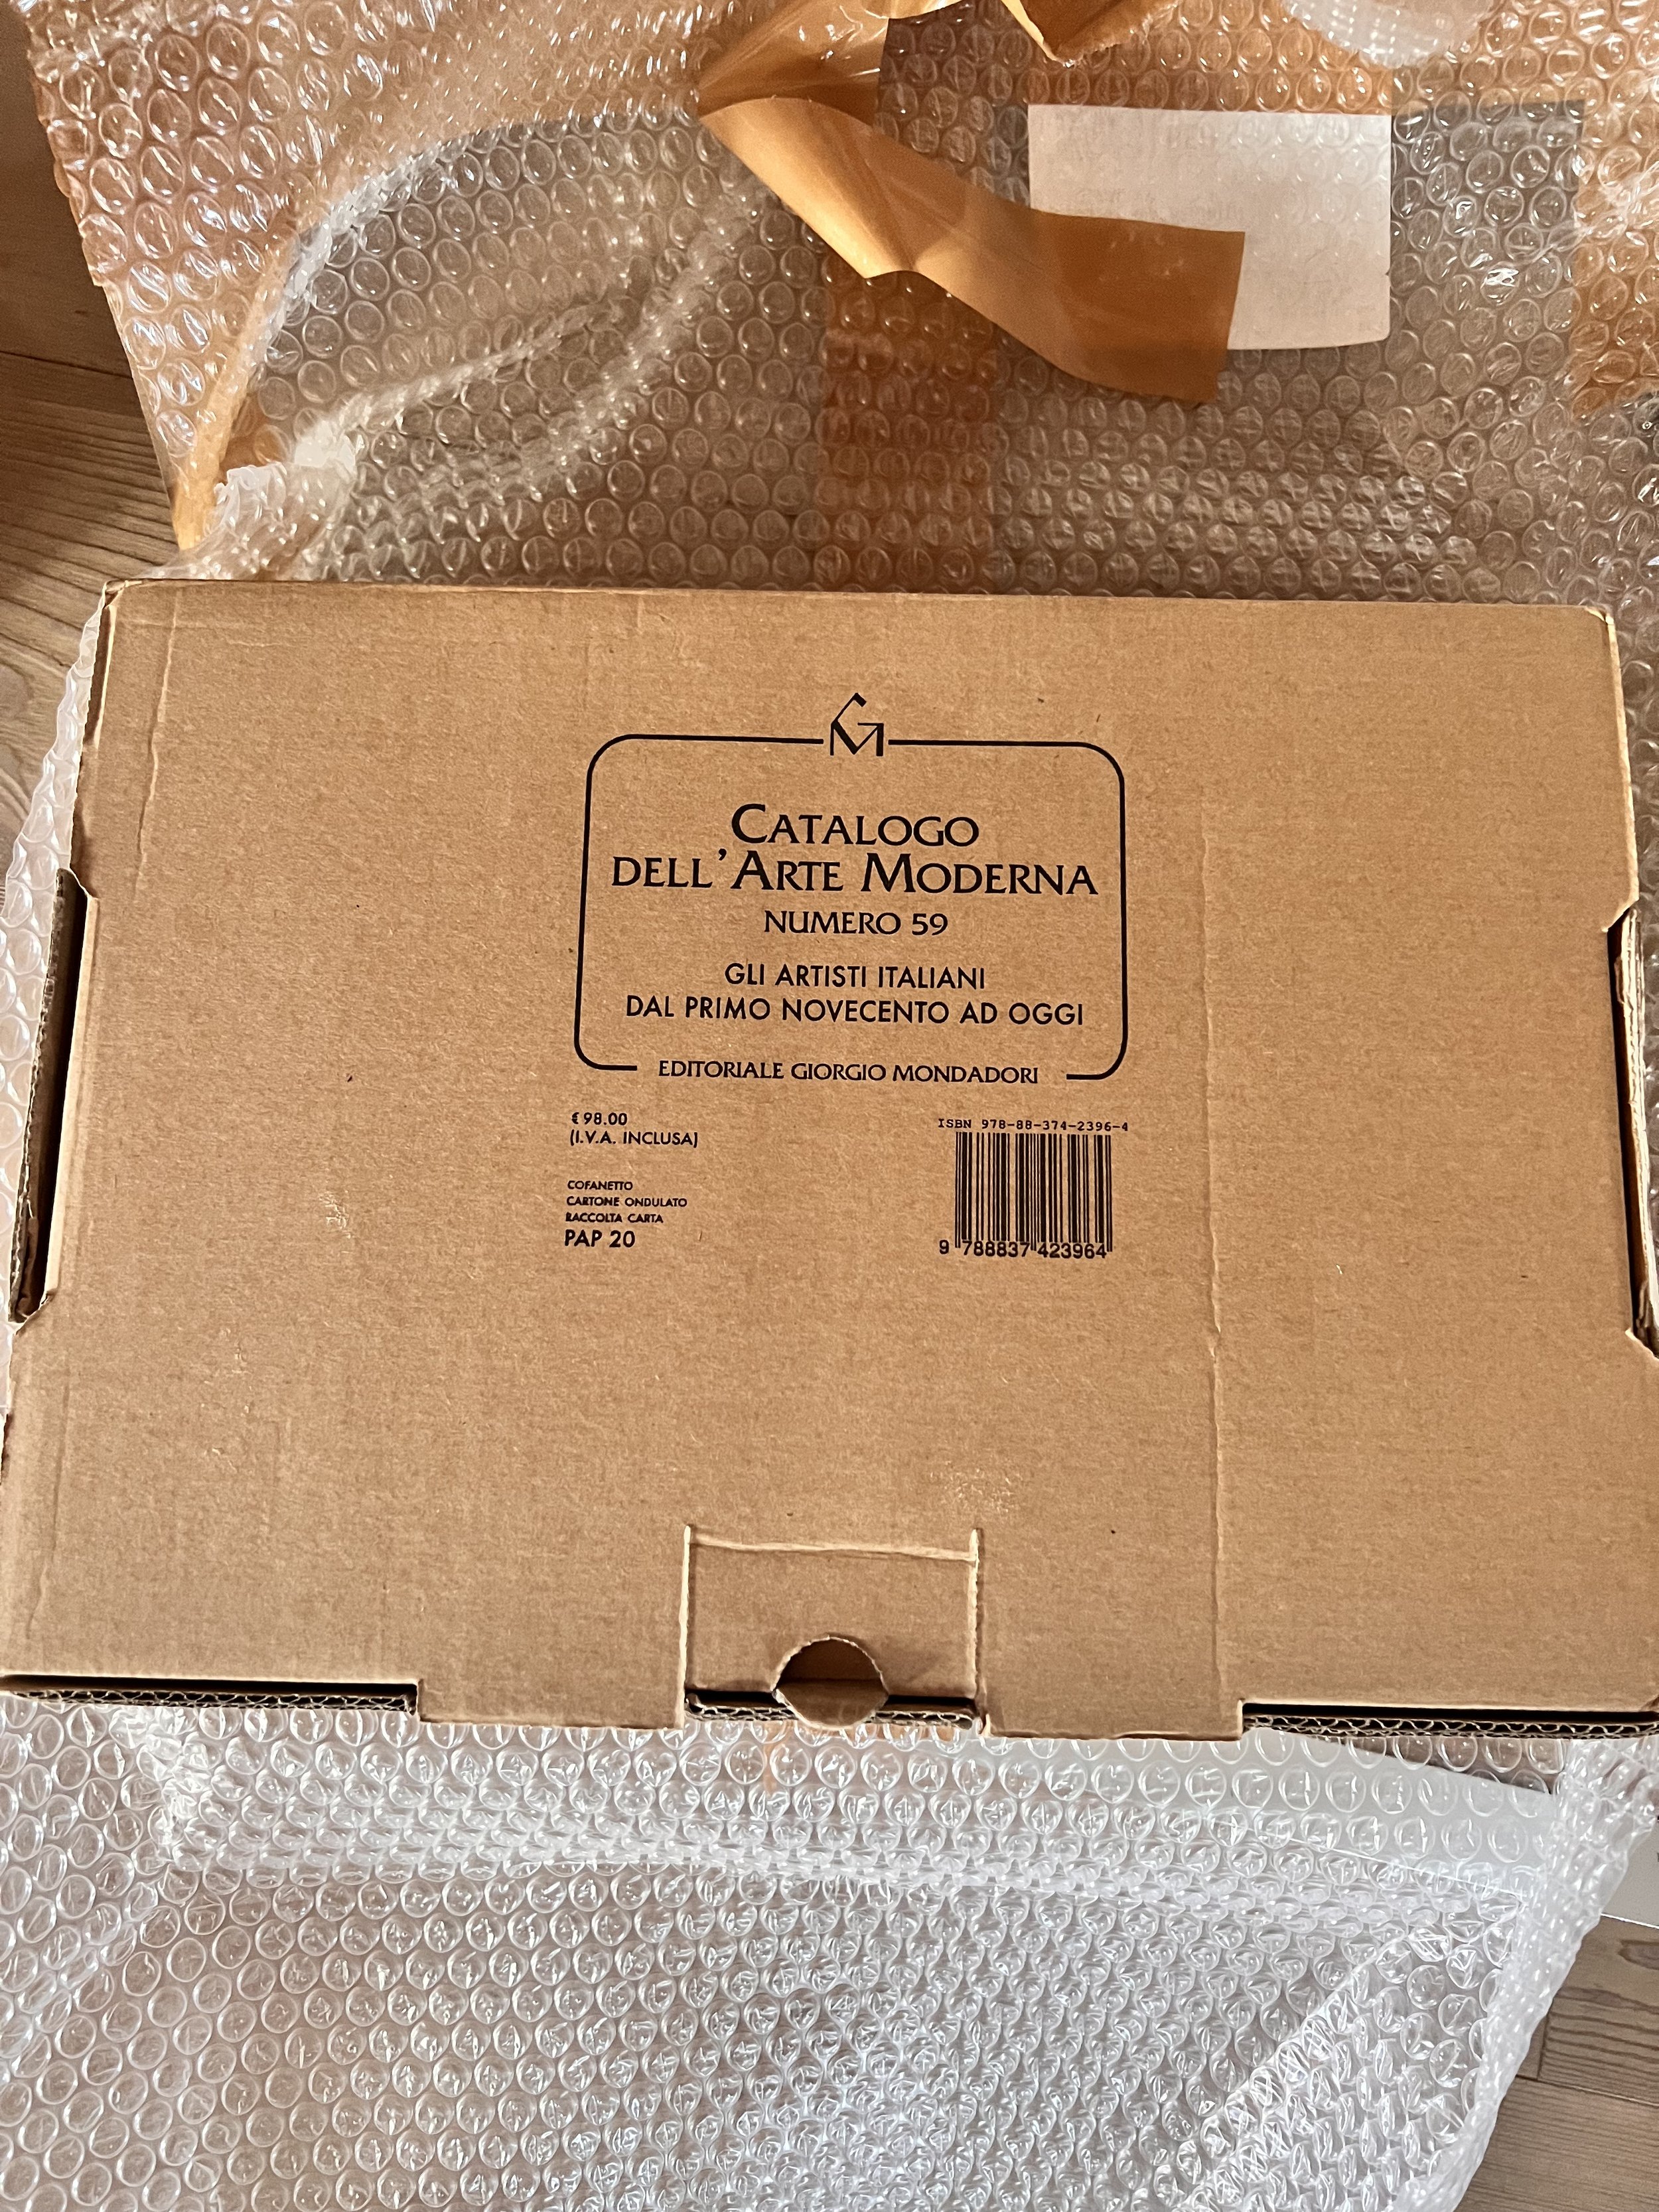 GM
CATALOGO
DELL'ARTE MODERNA
NUMERO 59
GLI ARTISTI ITALIANI
DAL PRIMO NOVECENTO AD OGGI
EDITORIALE GIORGIO MONDADORI
€ 98.00
(I.V.A. INCLUSA)
COFANETTO
CARTONE ONDULATO
RACCOLTA CARTA
PAP 20
ISBN 978-88-374-2396-4
9 788837 423964